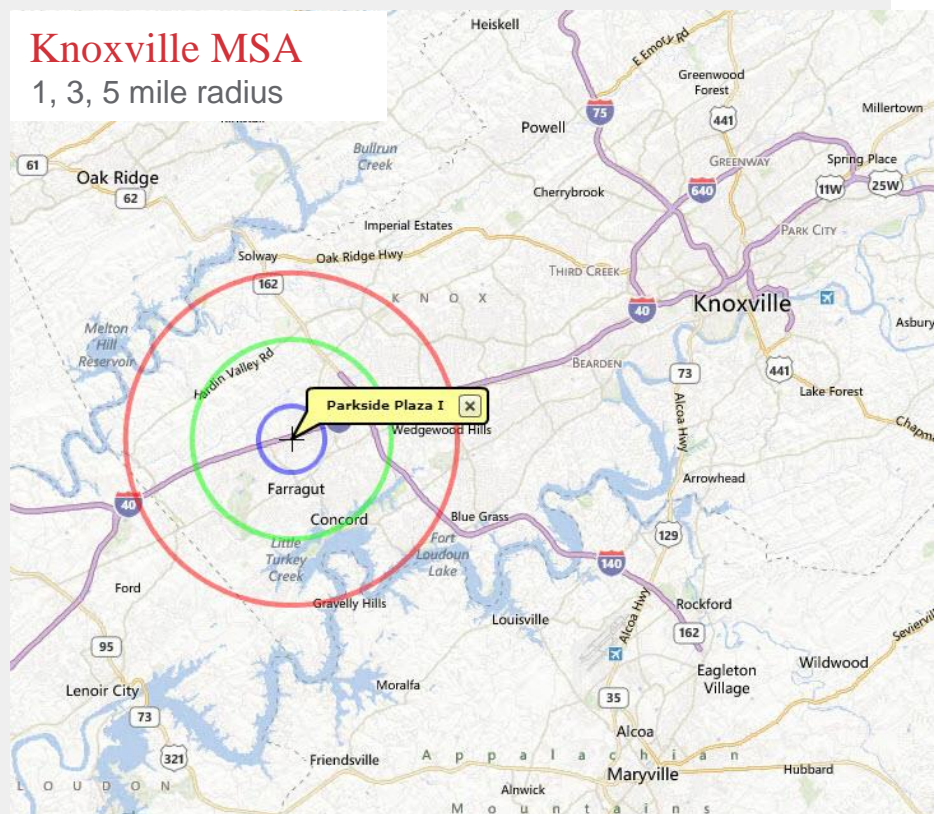 Knoxville MSA
1, 3, 5 mile radius
Heiskell
E Emory Rd
Greenwood
Forest
75
441
Millertown
Powell
Bullrun
Creek
61
Oak Ridge
62
GREENWAY
Spring Place
640
11W
25W
Cherrybrook
Imperial Estates
PARK CITY
Solway
Oak Ridge Hwy
THIRD CREEK
162
K N O X
40
Knoxville
Melton
Hill
Reservoir
Asbury
Hardin Valley Rd
BEARDEN
73
441
Lake Forest
Parkside Plaza I
Alcoa Hwy
Chapm
Wedgewood Hills
Farragut
Arrowhead
40
Concord
Blue Grass
129
Little
Turkey
Creek
Fort
Loudoun
Lake
140
Ford
Gravelly Hills
Rockford
Louisville
Alcoa Hwy
162
Sevierville
95
Eagleton
Village
Wildwood
Lenoir City
Moralfa
35
73
Alcoa
321
Friendsville
A p p a l a c h i a n
Maryville
Hubbard
L O U D O N
Alnwick
M o u n t a i n s